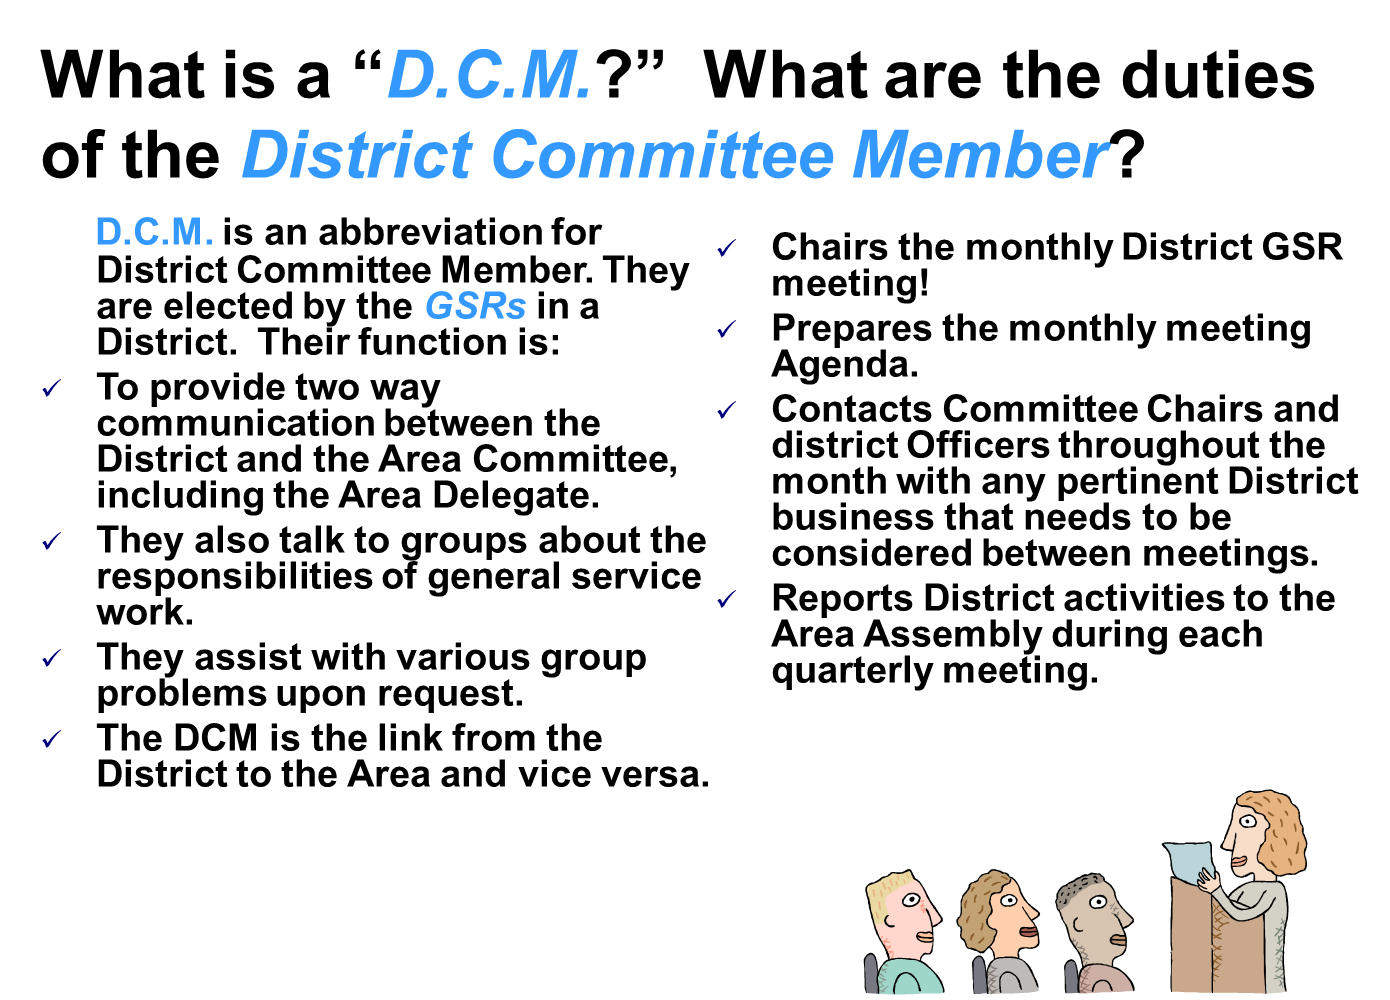 What is a “D.C.M.?” What are the duties
of the District Committee Member?
D.C.M. is an abbreviation for
District Committee Member. They
are elected by the GSRs in a
District. Their function is:
✓ To provide two way
communication between the
District and the Area Committee,
including the Area Delegate.
✓ They also talk to groups about the
responsibilities of general service
work.
✓ They assist with various group
problems upon request.
✓ The DCM is the link from the
District to the Area and vice versa.
✓ Chairs the monthly District GSR
meeting!
✓ Prepares the monthly meeting
Agenda.
✓ Contacts Committee Chairs and
district Officers throughout the
month with any pertinent District
business that needs to be
considered between meetings.
✓ Reports District activities to the
Area Assembly during each
quarterly meeting.